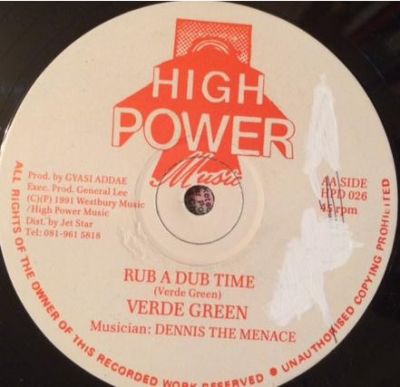 HIGH
POWER
Music
Prod. by GYASI ADDAE
Exec. Prod. General Lee
(C)(P) 1991 Westbury Music
/High Power Music
Dist. by Jet Star
Tel: 081-961 5818
AA SIDE
HPD 026
45 rpm
RUB A DUB TIME
(Verde Green)
VERDE GREEN
Musician: DENNIS THE MENACE
ALL RIGHTS OF THE OWNER OF THIS RECORDED WORK RESERVED • UNAUTHORISED COPYING PROHIBITED